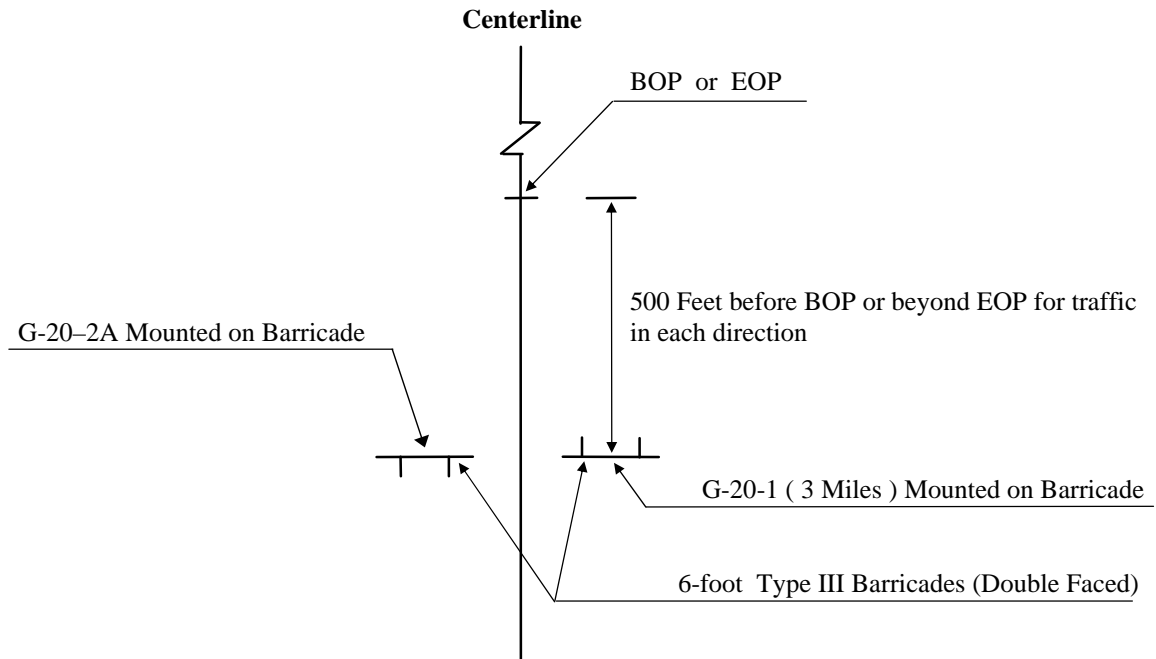 Centerline
BOP or EOP
500 Feet before BOP or beyond EOP for traffic
in each direction
G-20–2A Mounted on Barricade
G-20-1 ( 3 Miles ) Mounted on Barricade
6-foot Type III Barricades (Double Faced)